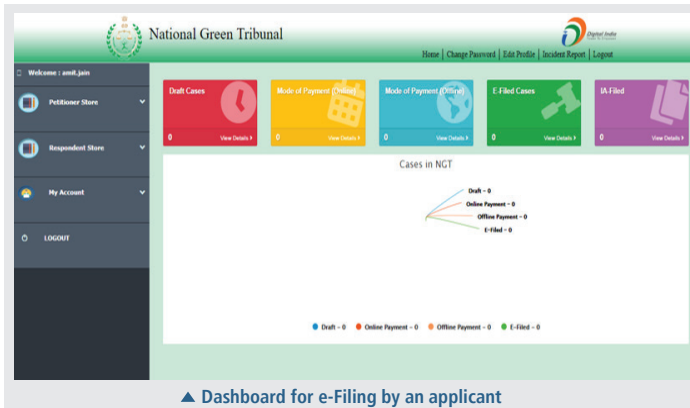 National Green Tribunal
Digital India
Home | Change Password | Edit Profile | Incident Report | Logout
Welcome : amit.jain
Petitioner Store
Respondent Store
My Account
LOGOUT
Draft Cases
0 View Details >
Mode of Payment (Online)
0 View Details >
Mode of Payment (Offline)
0 View Details >
E-Filed Cases
0 View Details >
IA-Filed
0 View Details >
Cases in NGT
Draft - 0
Online Payment - 0
Offline Payment - 0
E-Filed - 0
Draft - 0 Online Payment - 0 Offline Payment - 0 E-Filed - 0
▲ Dashboard for e-Filing by an applicant